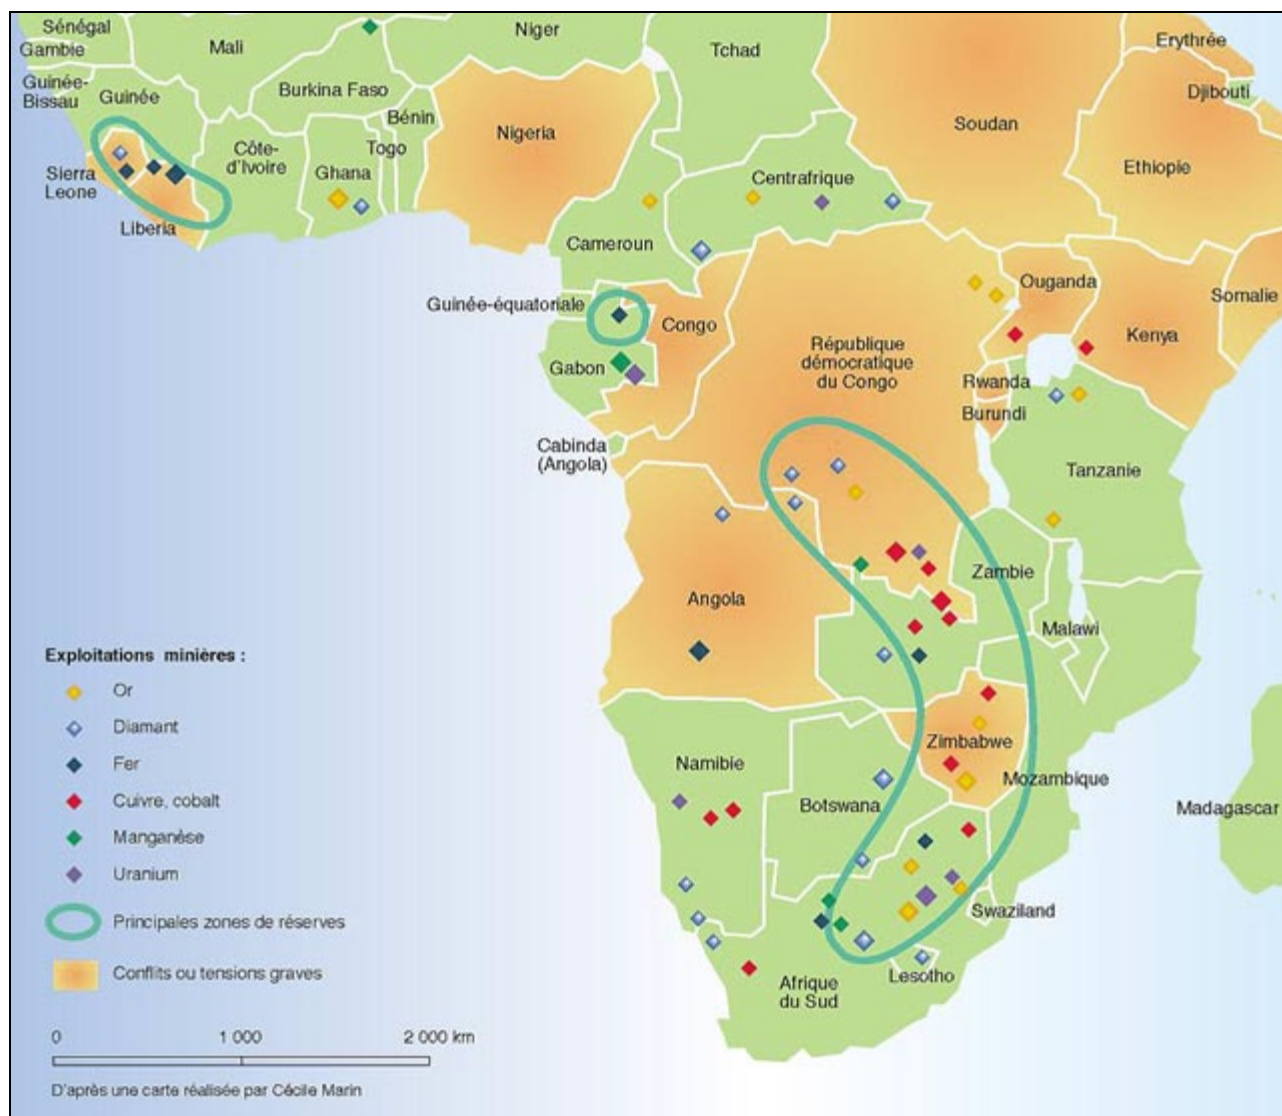 Sénégal
Gambie
Mali
Niger
Tchad
Erythrée
Guinée-
Bissau
Guinée
Burkina Faso
Djibouti
Bénin
Nigeria
Soudan
Côte-
d'Ivoire
Togo
Ghana
Ethiopie
Sierra
Leone
Centrafrique
Liberia
Cameroun
Guinée-équatoriale
Congo
Ouganda
Somalie
République
démocratique
du Congo
Kenya
Gabon
Rwanda
Burundi
Cabinda
(Angola)
Tanzanie
Zambie
Angola
Malawi
Exploitations minières :
Or
Diamant
Fer
Cuivre, cobalt
Manganèse
Uranium
Principales zones de réserves
Conflits ou tensions graves
Zimbabwe
Namibie
Mozambique
Botswana
Madagascar
Swaziland
Lesotho
Afrique
du Sud
0 1 000 2 000 km
D'après une carte réalisée par Cécile Marin